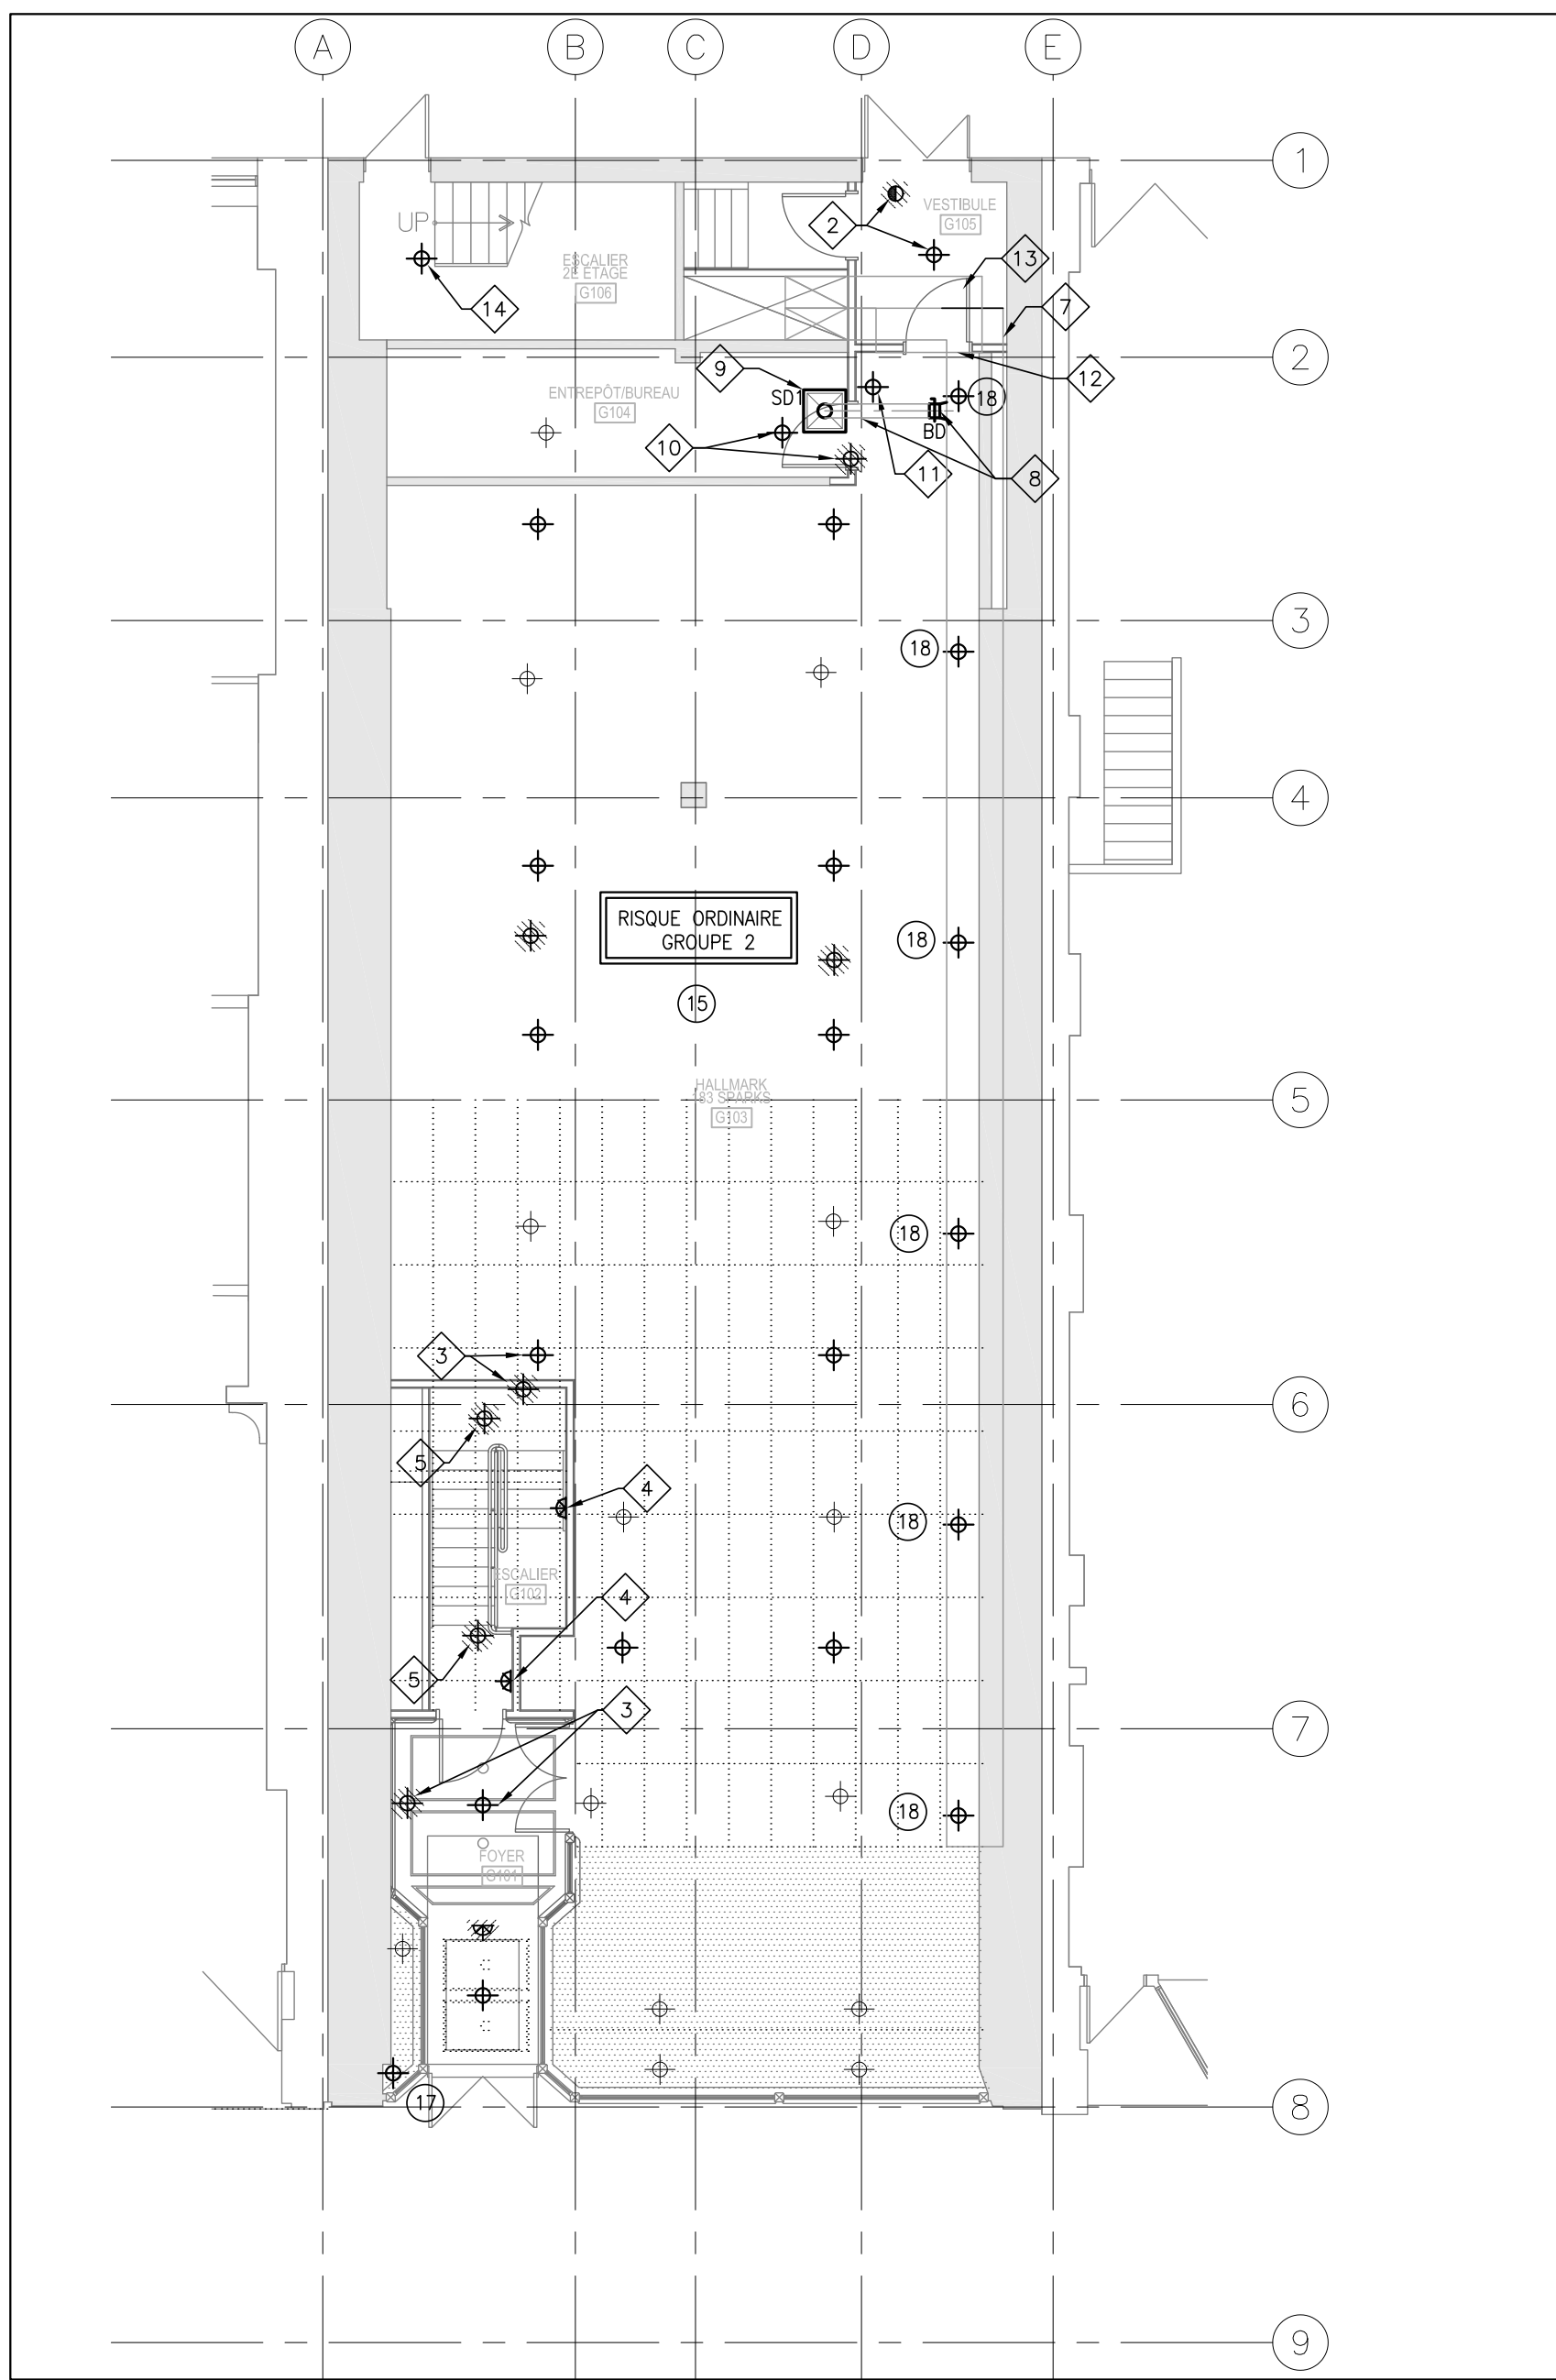 A
B
C
D
E
1
UP
VESTIBULE
G105
2
13
ESCALIER
2E ÉTAGE
G106
14
7
2
9
12
ENTREPÔT/BUREAU
G104
SD1
18
BD
10
11
8
3
18
4
RISQUE ORDINAIRE
GROUPE 2
18
15
HALLMARK
183 SPARKS
G103
5
18
3
6
5
4
18
ESCALIER
G102
4
5
3
7
18
FOYER
G101
17
8
9